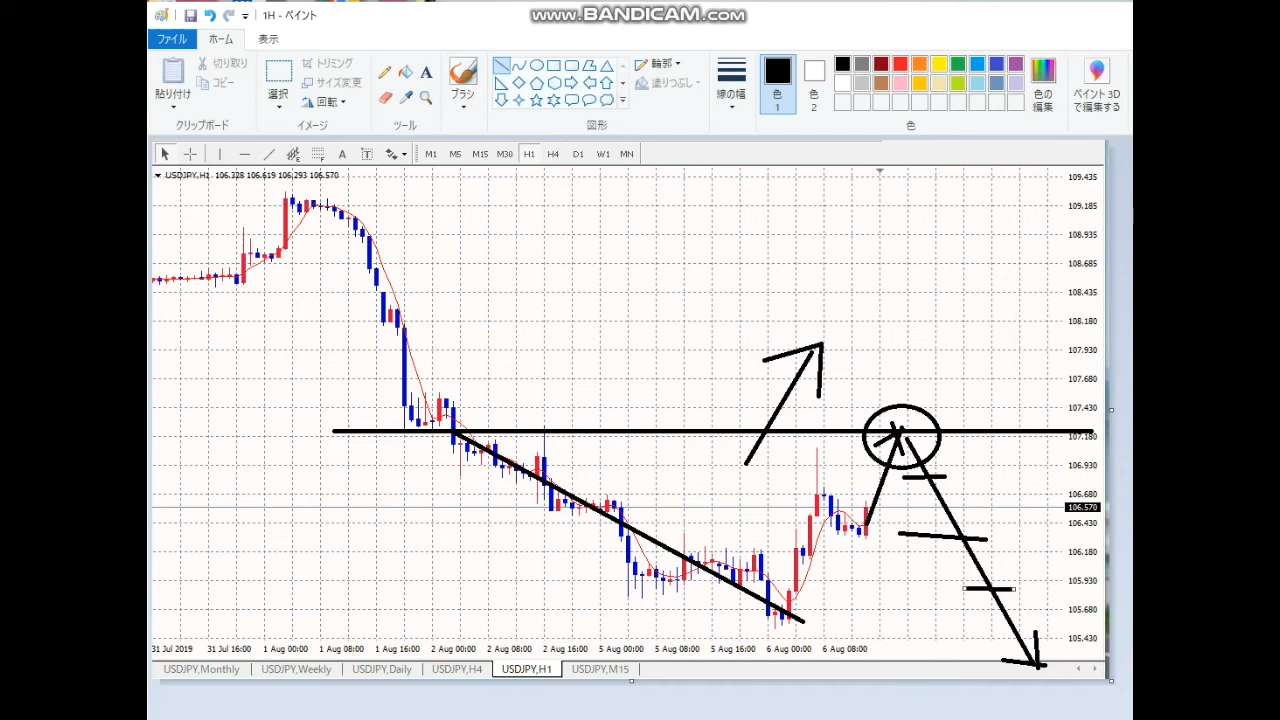 1H - ペイント
www.BANDICAM.com
ファイル ホーム 表示
貼り付け
切り取り
コピー
クリップボード
選択
トリミング
サイズ変更
回転
イメージ
A
ツール
ブラシ
輪郭
塗りつぶし
図形
線の幅
色
1
色
2
色の
編集
ペイント 3D
で編集する
色
A T M1 M5 M15 M30 H1 H4 D1 W1 MN
USDJPY,H1 106.328 106.619 106.293 106.570
109.435
109.185
108.935
108.685
108.435
108.180
107.930
107.680
107.430
107.180
106.930
106.680
106.570
106.430
106.180
105.930
105.680
105.430
31 Jul 2019 31 Jul 16:00 1 Aug 00:00 1 Aug 08:00 1 Aug 16:00 2 Aug 00:00 2 Aug 08:00 2 Aug 16:00 5 Aug 00:00 5 Aug 08:00 5 Aug 16:00 6 Aug 00:00 6 Aug 08:00
USDJPY,Monthly USDJPY,Weekly USDJPY,Daily USDJPY,H4 USDJPY,H1 USDJPY,M15